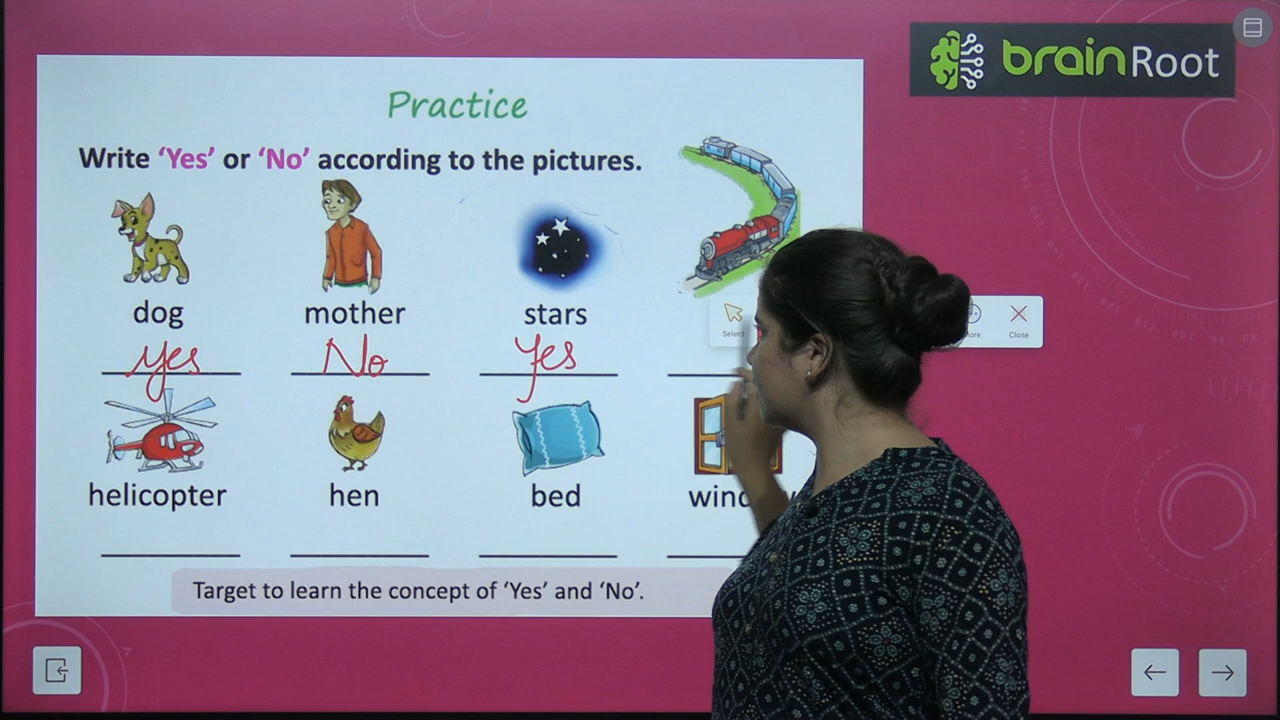 brainRoot
Practice
Write ‘Yes’ or ‘No’ according to the pictures.
dog mother stars
Select Close
yes No Yes
helicopter hen bed
Target to learn the concept of ‘Yes’ and ‘No’.